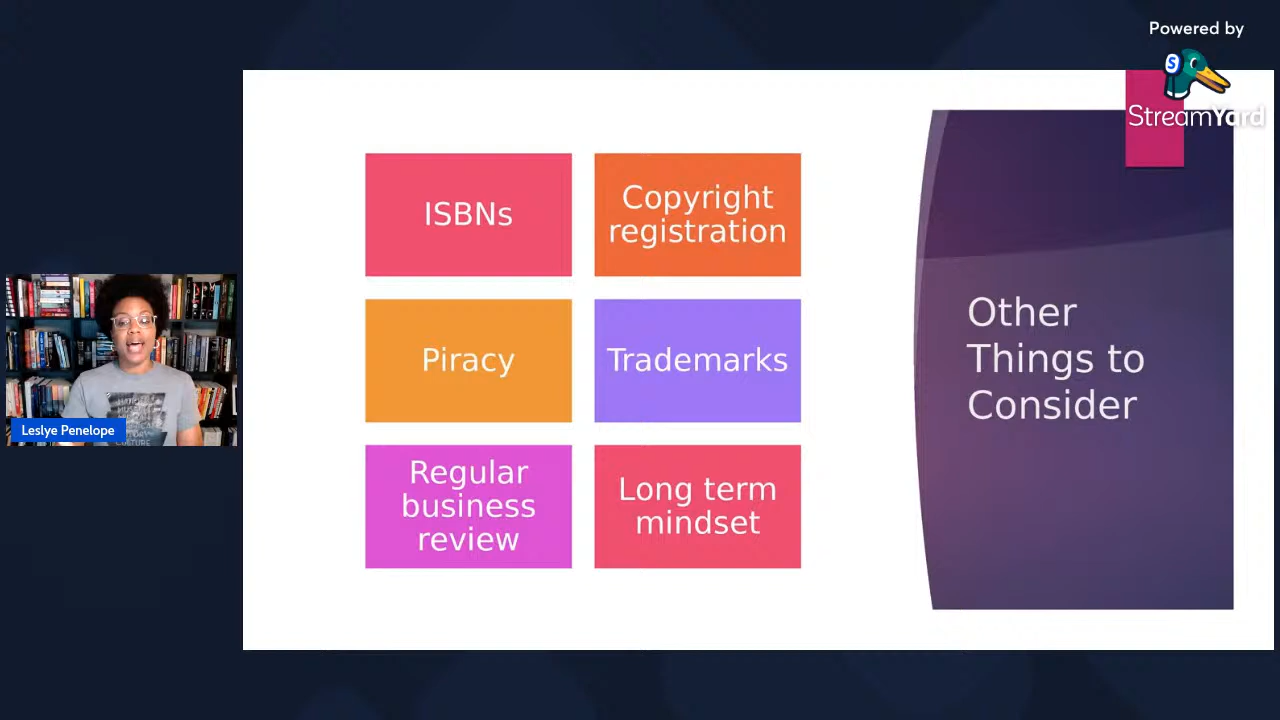 Powered by
StreamYard
ISBNs
Copyright
registration
Piracy
Trademarks
Regular
business
review
Long term
mindset
Other
Things to
Consider
Leslye Penelope